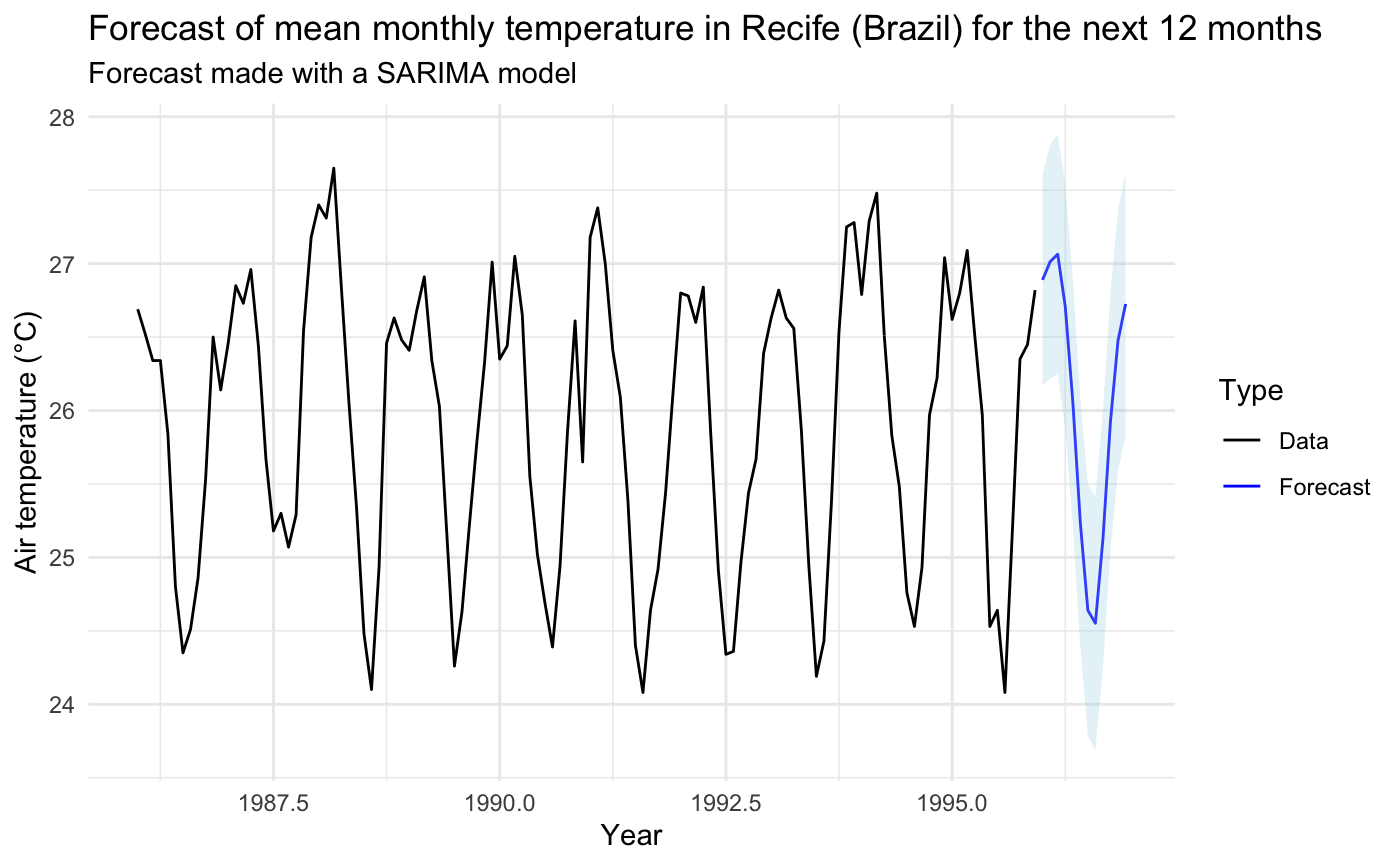 Forecast of mean monthly temperature in Recife (Brazil) for the next 12 months
Forecast made with a SARIMA model
28
27
26
25
24
Air temperature (°C)
1987.5
1990.0
1992.5
1995.0
Year
Type
Data
Forecast